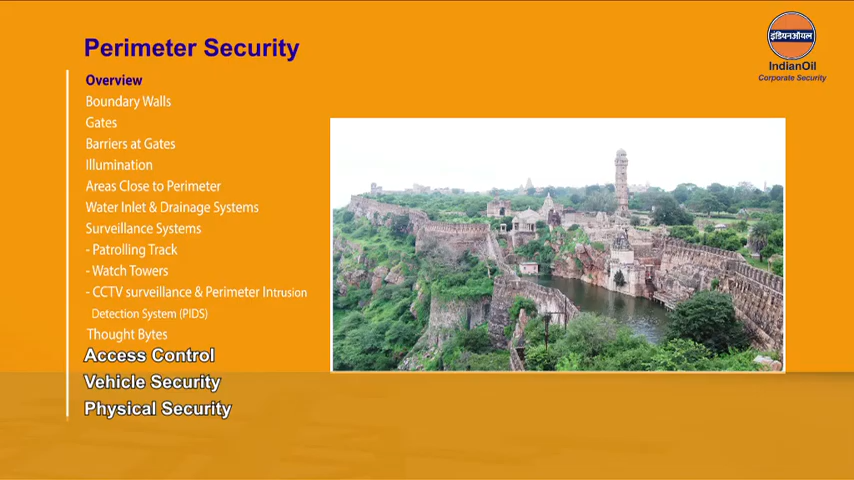 Perimeter Security
Overview
Boundary Walls
Gates
Barriers at Gates
Illumination
Areas Close to Perimeter
Water Inlet & Drainage Systems
Surveillance Systems
- Patrolling Track
- Watch Towers
- CCTV surveillance & Perimeter Intrusion
Detection System (PIDS)
Thought Bytes
Access Control
Vehicle Security
Physical Security
इंडियनऑयल
IndianOil
Corporate Security